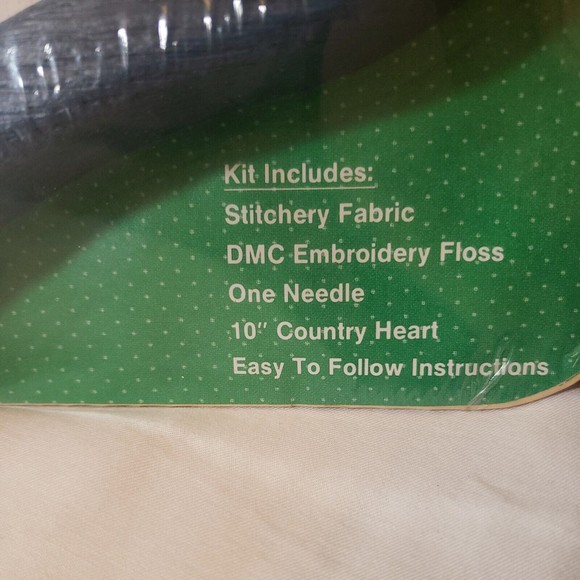 Kit Includes:
Stitchery Fabric
DMC Embroidery Floss
One Needle
10" Country Heart
Easy To Follow Instructions